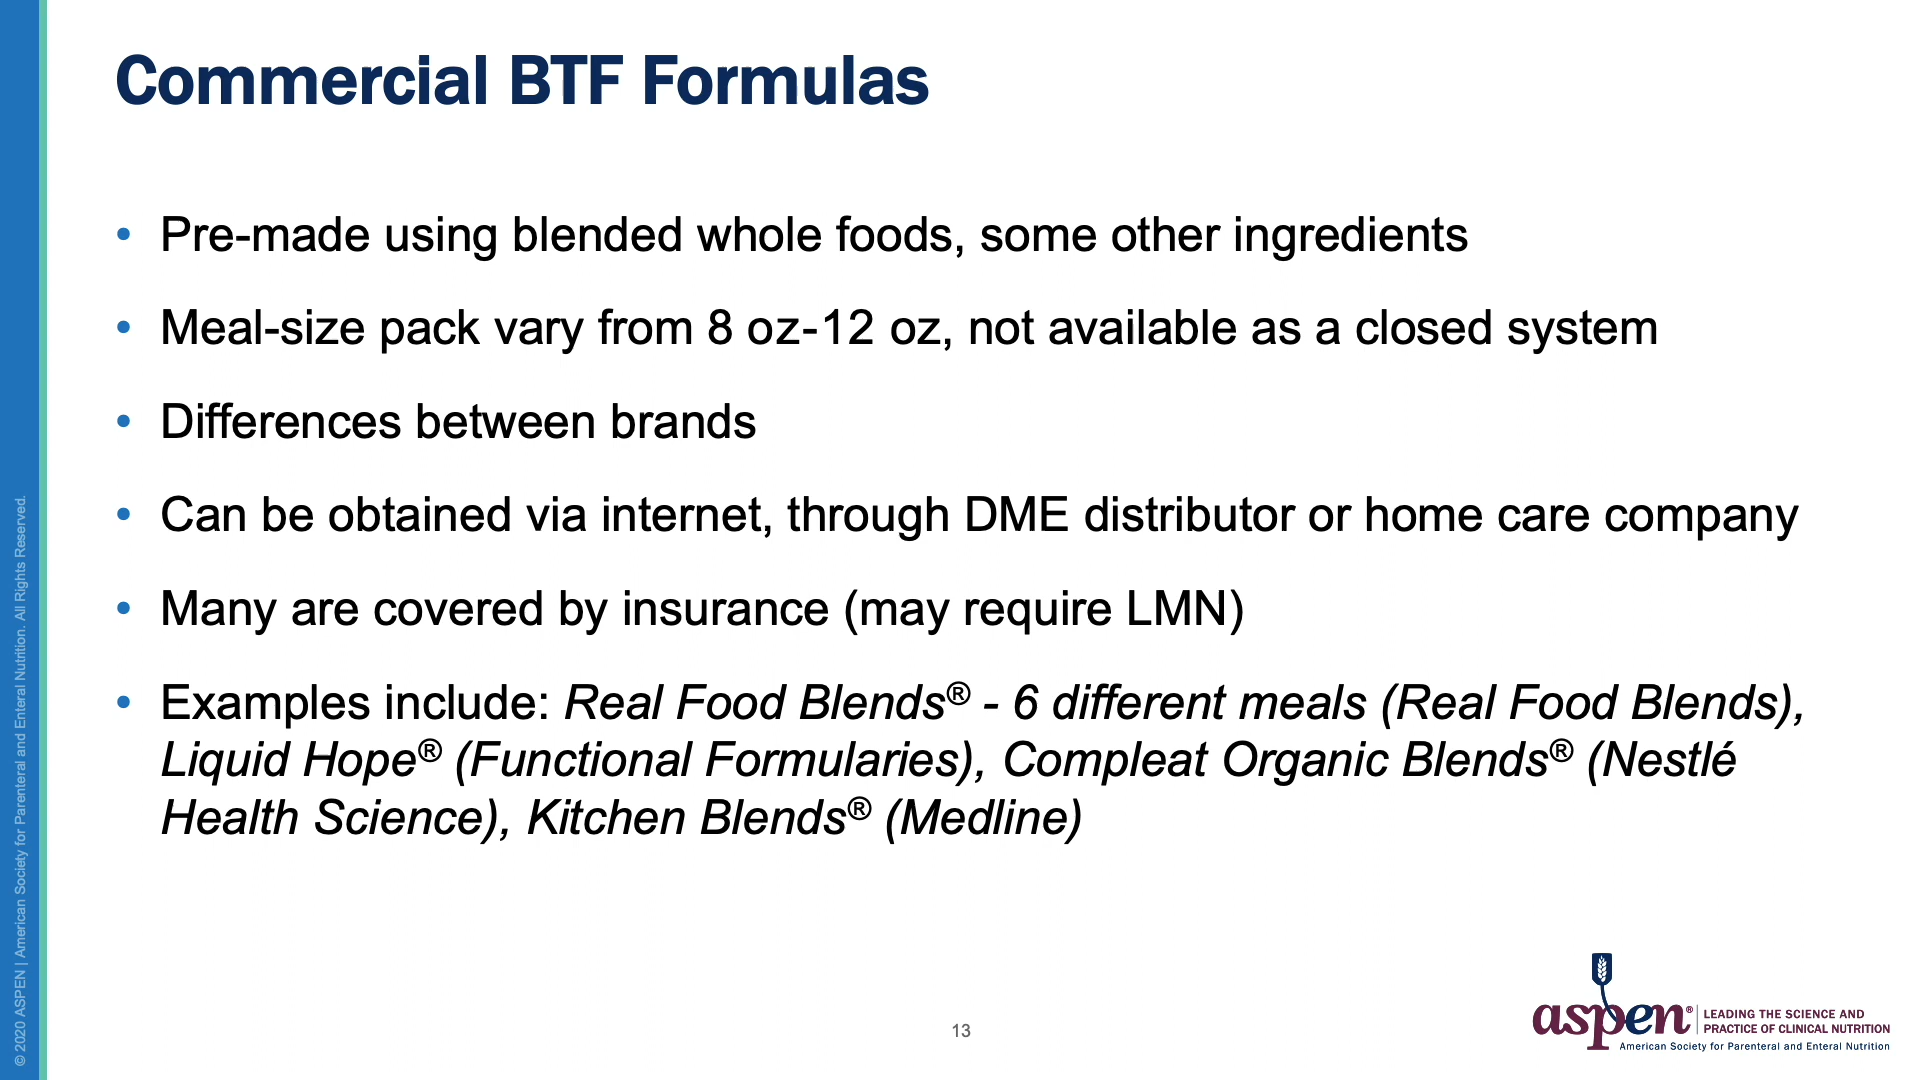 Commercial BTF Formulas
• Pre-made using blended whole foods, some other ingredients
• Meal-size pack vary from 8 oz-12 oz, not available as a closed system
• Differences between brands
• Can be obtained via internet, through DME distributor or home care company
• Many are covered by insurance (may require LMN)
• Examples include: Real Food Blends® - 6 different meals (Real Food Blends),
Liquid Hope® (Functional Formularies), Compleat Organic Blends® (Nestlé
Health Science), Kitchen Blends® (Medline)
© 2020 ASPEN | American Society for Parenteral and Enteral Nutrition. All Rights Reserved.
13
aspen®
LEADING THE SCIENCE AND
PRACTICE OF CLINICAL NUTRITION
American Society for Parenteral and Enteral Nutrition